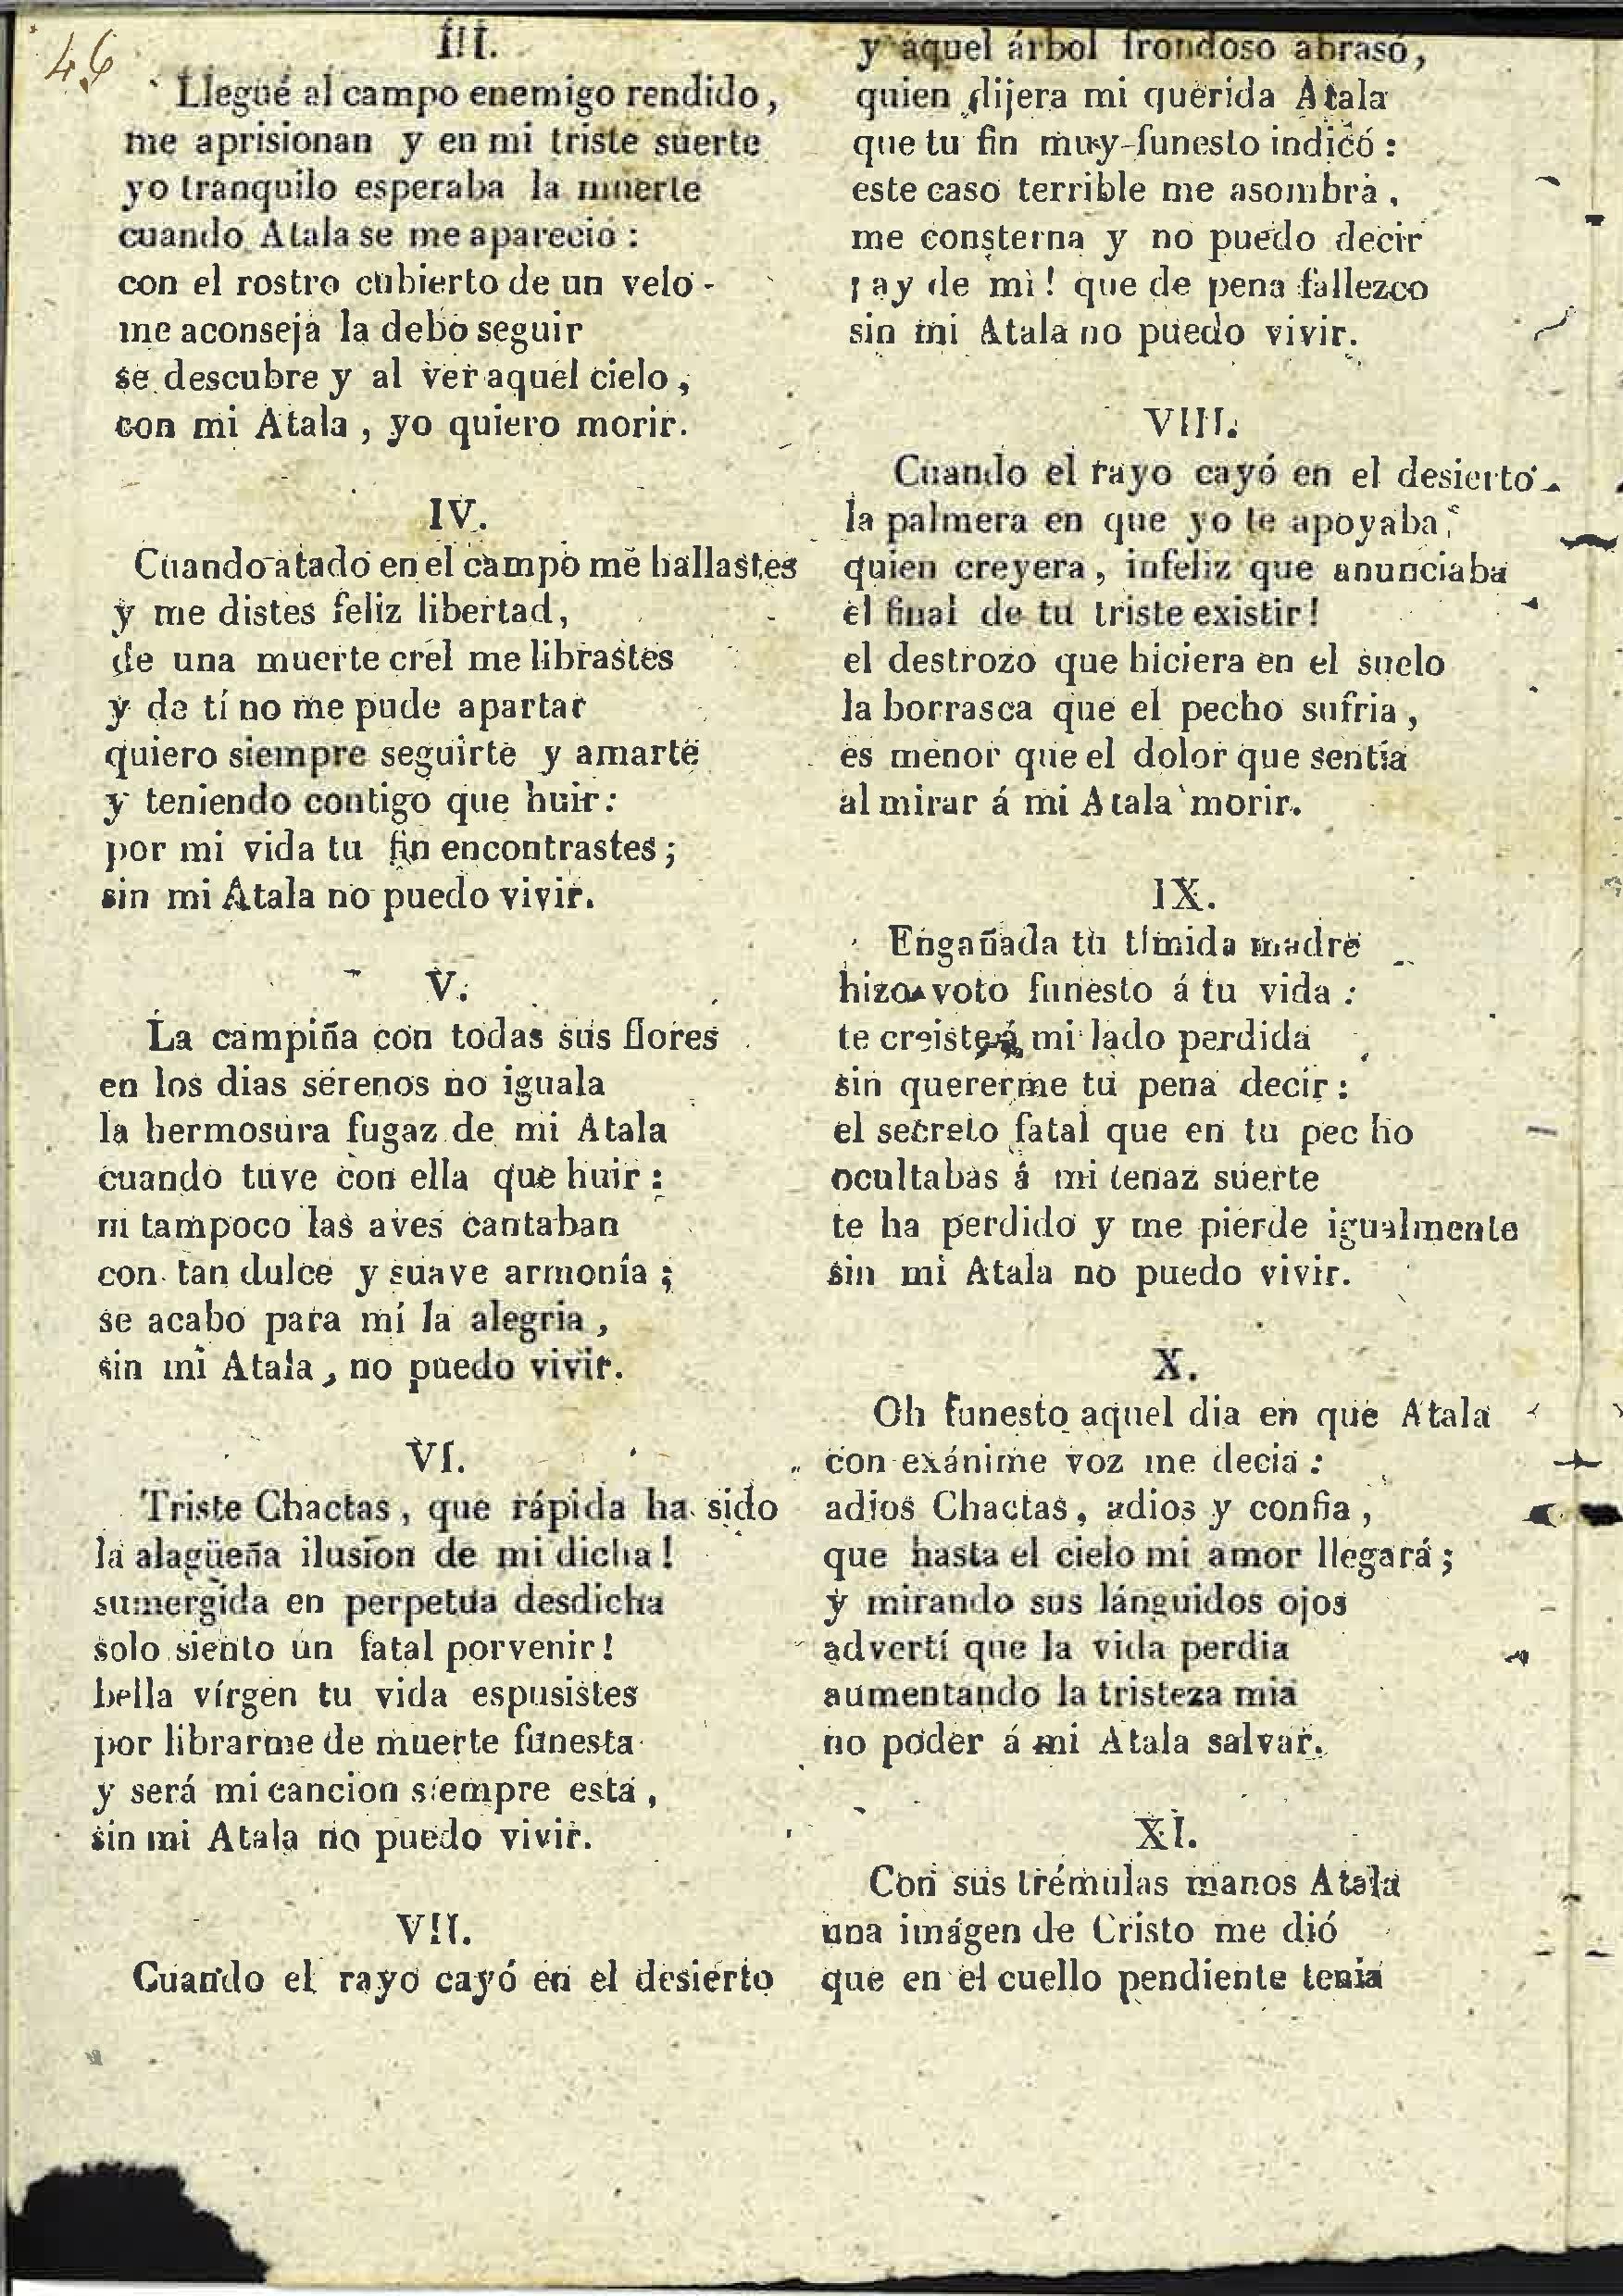 46
III.
Llegué al campo enemigo rendido,
me aprisionan y en mi triste suerte
yo tranquilo esperaba la muerte
cuando Atala se me apareció :
con el rostro cubierto de un velo
me aconseja la debo seguir
se descubre y al ver aquel cielo,
con mi Atala, yo quiero morir.
IV.
Cuando atado en el campo me hallastes
y me distes feliz libertad,
de una muerte crel me librastes
y de tí no me pude apartar
quiero siempre seguirte y amarte
y teniendo contigo que huir:
por mi vida tu fin encontrastes;
sin mi Atala no puedo vivir.
V.
La campiña con todas sus flores
en los dias serenos no iguala
la hermosura fugaz de mi Atala
cuando tuve con ella que huir:
ni tampoco las aves cantaban
con tan dulce y suave armonía;
se acabo para mí la alegria,
sin mi Atala, no puedo vivir.
VI.
Triste Chactas, que rápida ha sido
la alagüeña ilusion de mi dicha!
sumergida en perpetua desdicha
solo siento un fatal porvenir!
bella vírgen tu vida espusistes
por librarme de muerte funesta
y será mi cancion siempre esta,
sin mi Atala no puedo vivir.
VII.
Cuando el rayo cayó en el desierto
y aquel árbol frondoso abrasó,
quien dijera mi querida Atala
que tu fin muy funesto indicó :
este caso terrible me asombra,
me consterna y no puedo decir
¡ ay de mì! que de pena fallezco
sin mi Atala no puedo vivir.
VIII.
Cuando el rayo cayó en el desierto
la palmera en que yo te apoyaba,
quien creyera, infeliz que anunciaba
el final de tu triste existir!
el destrozo que hiciera en el suelo
la borrasca que el pecho sufria,
es menor que el dolor que sentía
al mirar á mi Atala morir.
IX.
Engañada tu tímida madre
hizo voto funesto á tu vida :
te creiste á mi lado perdida
sin quererme tu pena decir:
el secreto fatal que en tu pec ho
ocultabas á mi tenaz suerte
te ha perdido y me pierde igualmente
sin mi Atala no puedo vivir.
X.
Oh funesto aquel dia en que Atala
con exánime voz me decia :
adios Chactas, adios y confia,
que hasta el cielo mi amor llegará;
y mirando sus lánguidos ojos
advertí que la vida perdia
aumentando la tristeza mia
no poder á mi Atala salvar.
XI.
Con sus trémulas manos Atala
una imágen de Cristo me dió
que en el cuello pendiente tenia